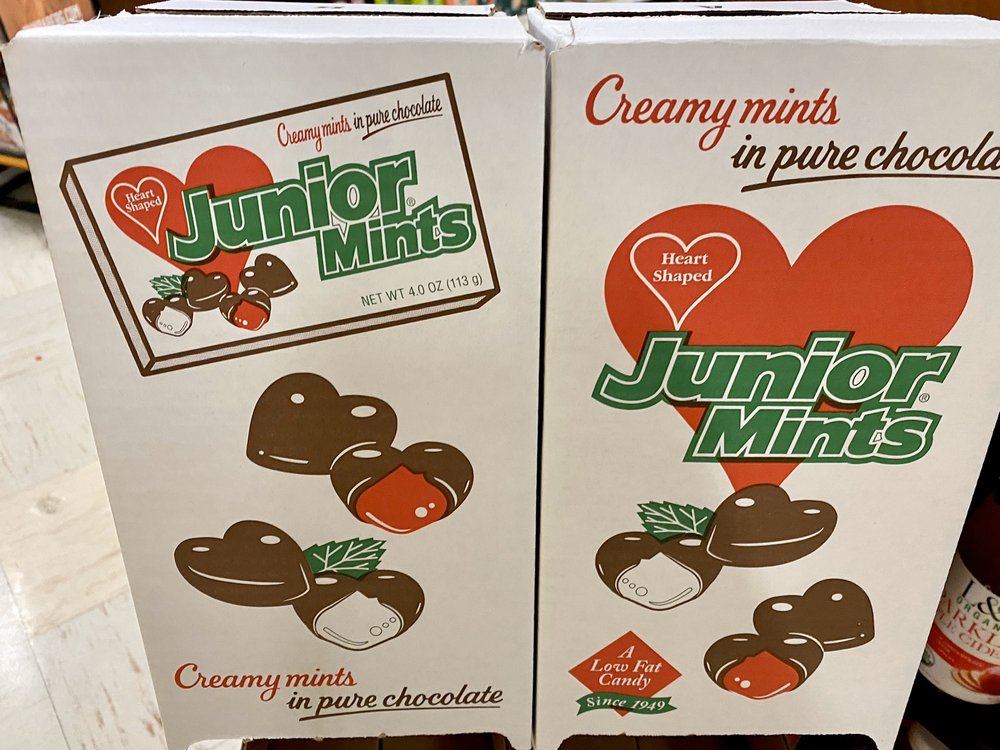 Creamy mints in pure chocolate
Heart
Shaped
Junior
Mints
®
NET WT 4.0 OZ (113 g)
Creamy mints
in pure chocolate
Creamy mints
in pure chocola
Heart
Shaped
Junior
Mints
®
A
Low Fat
Candy
Since 1949
ORGAN